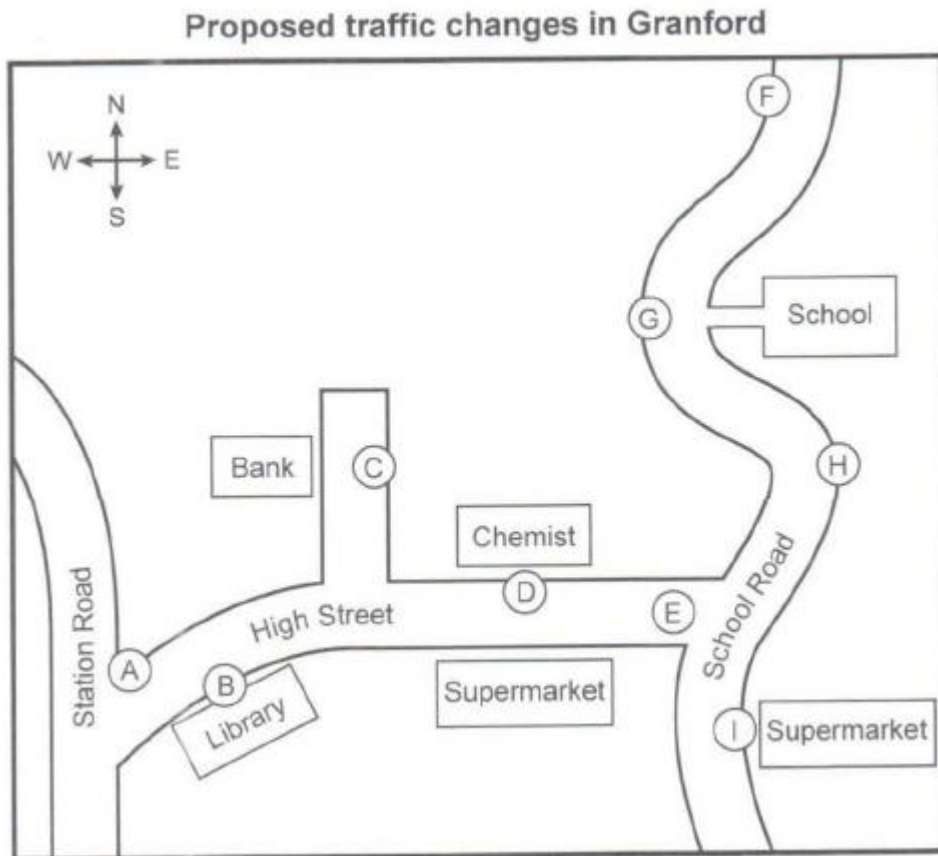 Proposed traffic changes in Granford
N
W E
S
F
G
School
Bank
C
H
Chemist
D
E
High Street
School Road
Station Road
A
B
Library
Supermarket
I
Supermarket